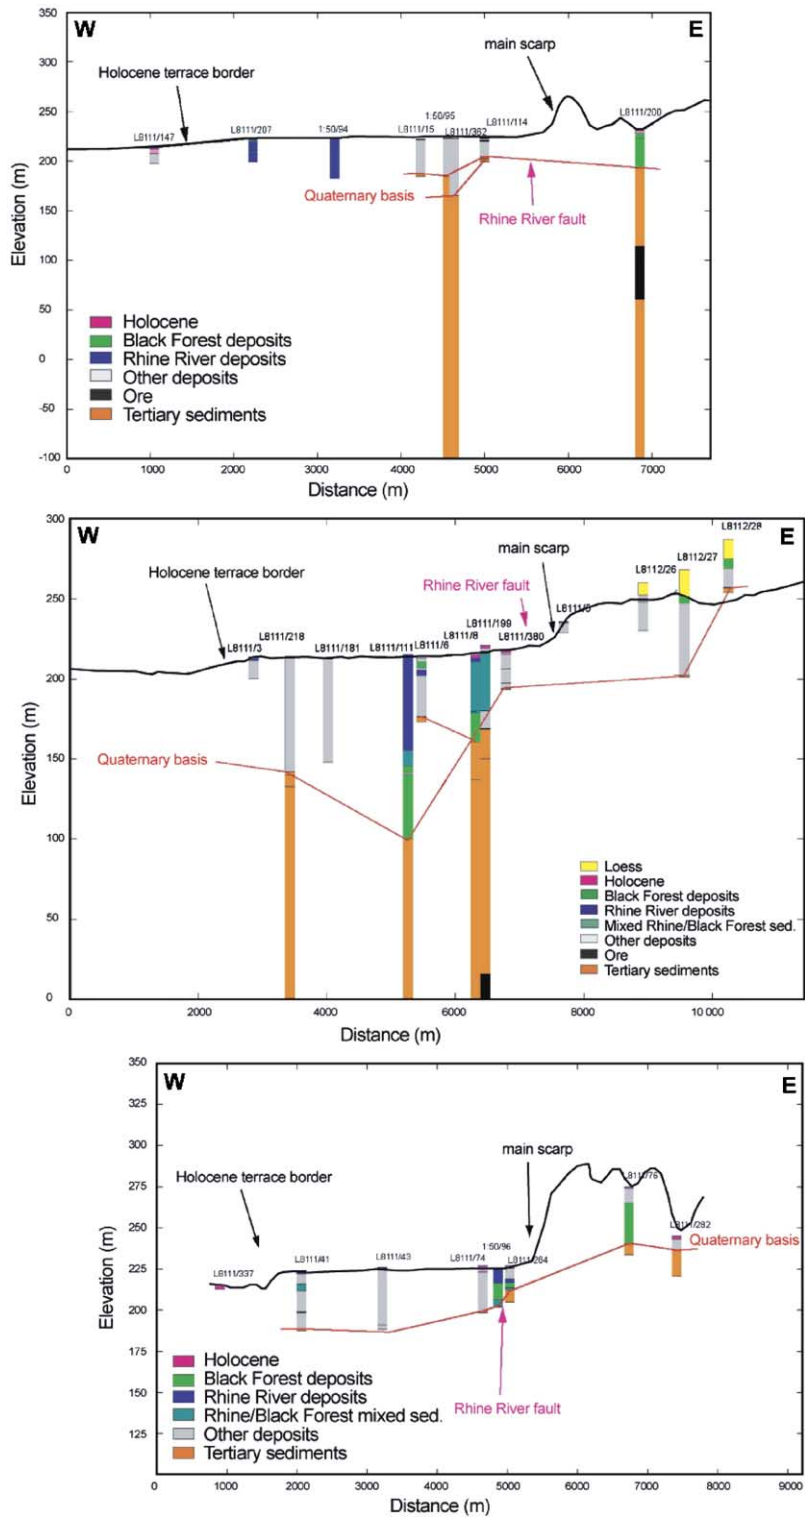 W
E
350
300
250
200
150
100
50
0
-50
-100
Elevation (m)
main scarp
Holocene terrace border
1:50/95
L8111/114
L8111/200
L8111/147
L8111/207
1:50/94
L8111/15
L8111/362
Quaternary basis
Rhine River fault
Holocene
Black Forest deposits
Rhine River deposits
Other deposits
Ore
Tertiary sediments
0 1000 2000 3000 4000 5000 6000 7000
Distance (m)
W
E
300
250
200
150
100
50
0
Elevation (m)
L8112/28
main scarp
L8112/27
Holocene terrace border
Rhine River fault
L8112/26
L8111/199
L8111/218
L8111/3
L8111/181
L8111/111
L8111/6
L8111/8
L8111/380
Quaternary basis
Loess
Holocene
Black Forest deposits
Rhine River deposits
Mixed Rhine/Black Forest sed.
Other deposits
Ore
Tertiary sediments
0 2000 4000 6000 8000 10 000
Distance (m)
W
E
350
325
300
275
250
225
200
175
150
125
Elevation (m)
main scarp
Holocene terrace border
L8111/76
L8111/282
Quaternary basis
1:50/96
L8111/337
L8111/41
L8111/43
L8111/74
L8111/264
Rhine River fault
Holocene
Black Forest deposits
Rhine River deposits
Rhine/Black Forest mixed sed.
Other deposits
Tertiary sediments
0 1000 2000 3000 4000 5000 6000 7000 8000 9000
Distance (m)